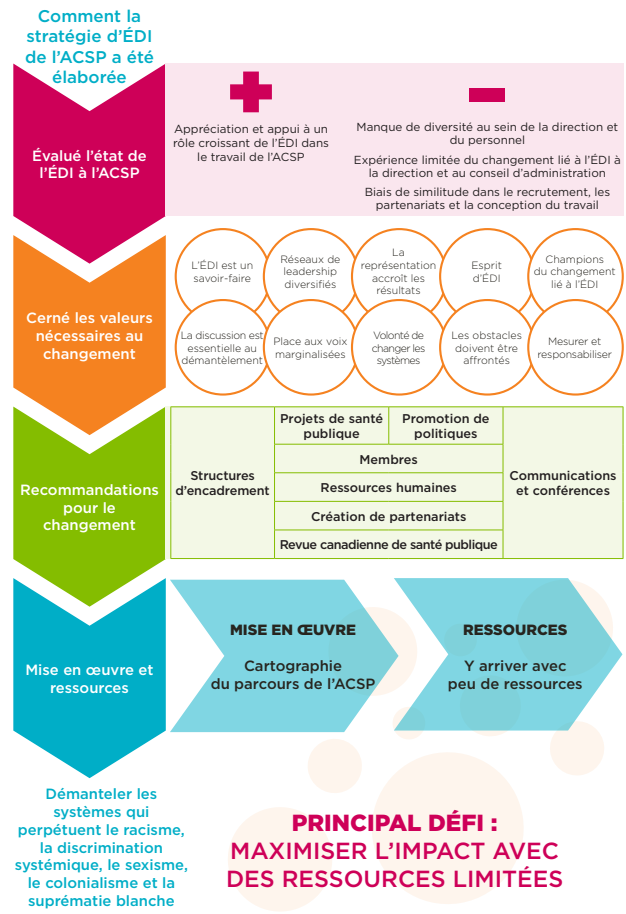 Comment la
stratégie d'ÉDI
de l'ACSP a été
élaborée
Évalué l'état de
l'ÉDI à l'ACSP
Appréciation et appui à un
rôle croissant de l'ÉDI dans
le travail de l'ACSP
Manque de diversité au sein de la direction et
du personnel
Expérience limitée du changement lié à l'ÉDI à
la direction et au conseil d'administration
Biais de similitude dans le recrutement, les
partenariats et la conception du travail
Cerné les valeurs
nécessaires au
changement
L'ÉDI est un
savoir-faire
Réseaux de
leadership
diversifiés
La
représentation
accroît les
résultats
Esprit
d'ÉDI
Champions
du changement
lié à l'ÉDI
La discussion est
essentielle au
démantèlement
Place aux voix
marginalisées
Volonté de
changer les
systèmes
Les obstacles
doivent être
affrontés
Mesurer et
responsabiliser
Recommandations
pour le
changement
Structures
d'encadrement
Projets de santé
publique
Promotion de
politiques
Membres
Ressources humaines
Création de partenariats
Revue canadienne de santé publique
Communications
et conférences
Mise en œuvre et
ressources
MISE EN ŒUVRE
Cartographie
du parcours de l'ACSP
RESSOURCES
Y arriver avec
peu de ressources
Démanteler les
systèmes qui
perpétuent le racisme,
la discrimination
systémique, le sexisme,
le colonialisme et la
suprématie blanche
PRINCIPAL DÉFI :
MAXIMISER L'IMPACT AVEC
DES RESSOURCES LIMITÉES